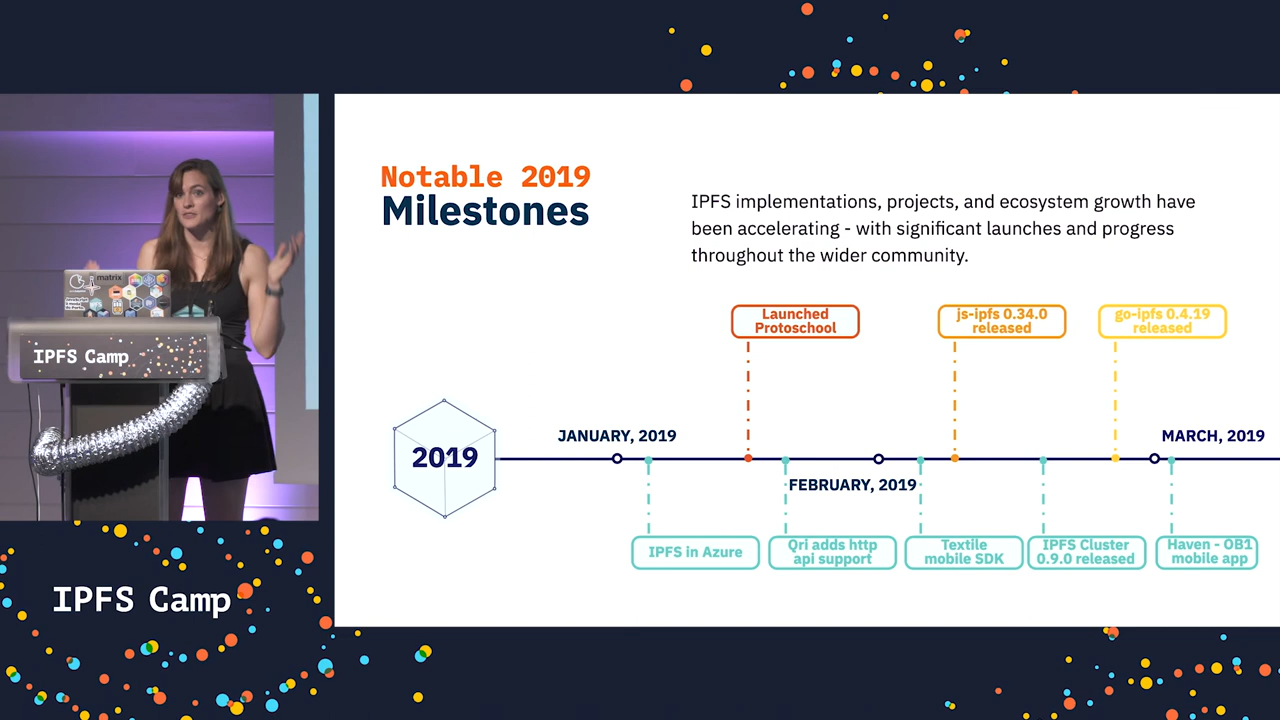 Notable 2019
Milestones
IPFS implementations, projects, and ecosystem growth have
been accelerating - with significant launches and progress
throughout the wider community.
Launched
Protoschool
js-ipfs 0.34.0
released
go-ipfs 0.4.19
released
2019
JANUARY, 2019
FEBRUARY, 2019
MARCH, 2019
IPFS in Azure
Qri adds http
api support
Textile
mobile SDK
IPFS Cluster
0.9.0 released
Haven - OB1
mobile app
matrix
IPFS Camp
IPFS Camp